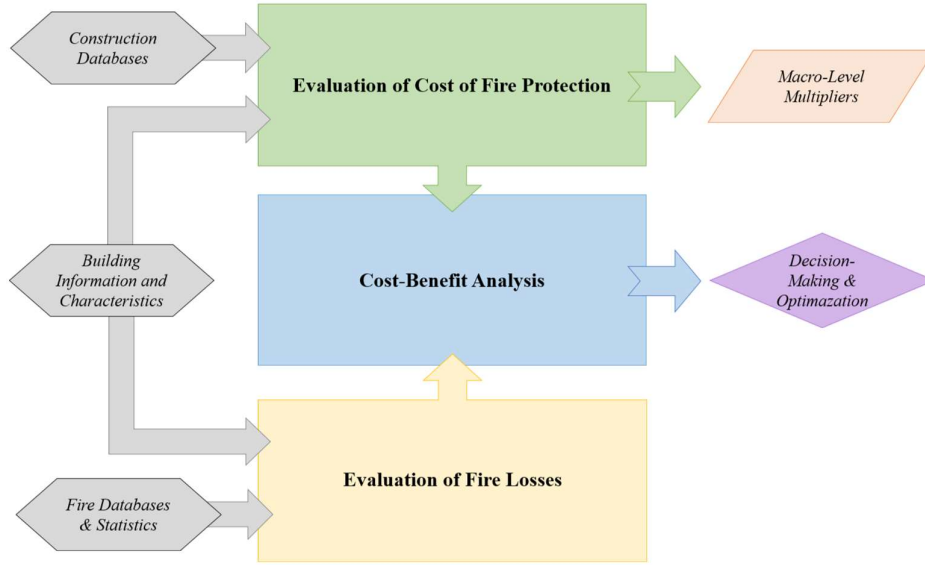 Construction
Databases
Evaluation of Cost of Fire Protection
Macro-Level
Multipliers
Building
Information and
Characteristics
Cost-Benefit Analysis
Decision-
Making &
Optimazation
Evaluation of Fire Losses
Fire Databases
& Statistics